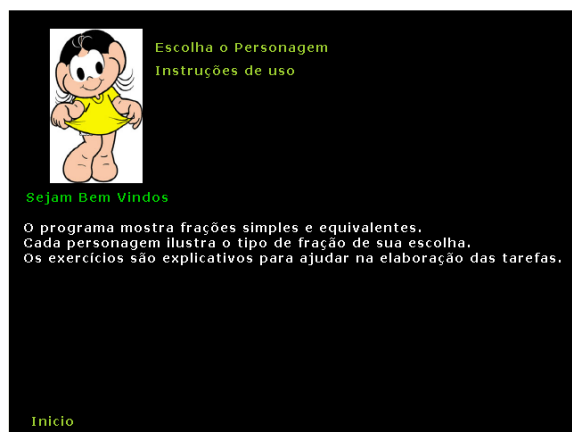 Escolha o Personagem
Instruções de uso
Sejam Bem Vindos
O programa mostra frações simples e equivalentes.
Cada personagem ilustra o tipo de fração de sua escolha.
Os exercícios são explicativos para ajudar na elaboração das tarefas.
Inicio